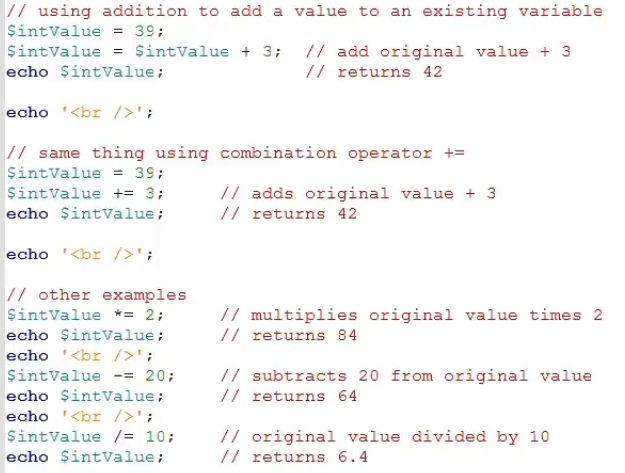 // using addition to add a value to an existing variable
$intValue = 39;
$intValue = $intValue + 3;  // add original value + 3
echo $intValue;             // returns 42
echo '<br />';
// same thing using combination operator +=
$intValue = 39;
$intValue += 3;     // adds original value + 3
echo $intValue;     // returns 42
echo '<br />';
// other examples
$intValue *= 2;     // multiplies original value times 2
echo $intValue;     // returns 84
echo '<br />';
$intValue -= 20;    // subtracts 20 from original value
echo $intValue;     // returns 64
echo '<br />';
$intValue /= 10;    // original value divided by 10
echo $intValue;     // returns 6.4